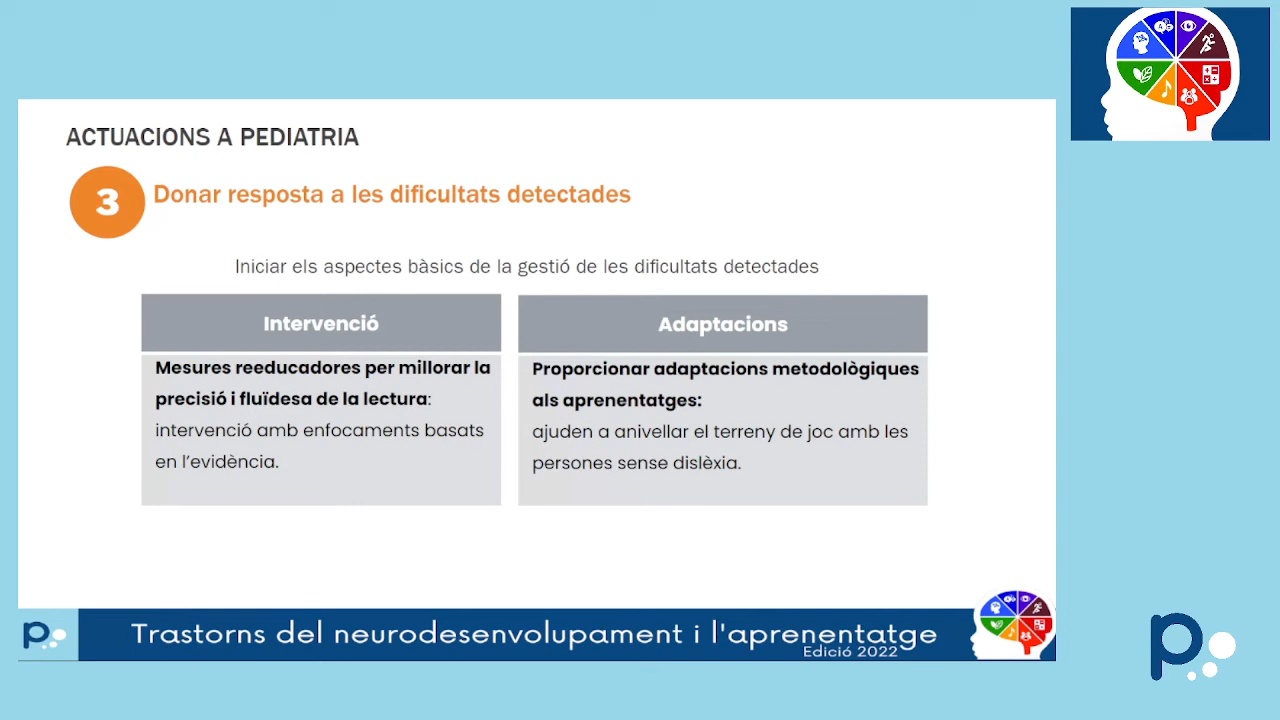 ACTUACIONS A PEDIATRIA
3
Donar resposta a les dificultats detectades
Iniciar els aspectes bàsics de la gestió de les dificultats detectades
Intervenció
Mesures reeducadores per millorar la
precisió i fluïdesa de la lectura:
intervenció amb enfocaments basats
en l'evidència.
Adaptacions
Proporcionar adaptacions metodològiques
als aprenentatges:
ajuden a anivellar el terreny de joc amb les
persones sense dislèxia.
p
Trastorns del neurodesenvolupament i l'aprenentatge
Edició 2022
p